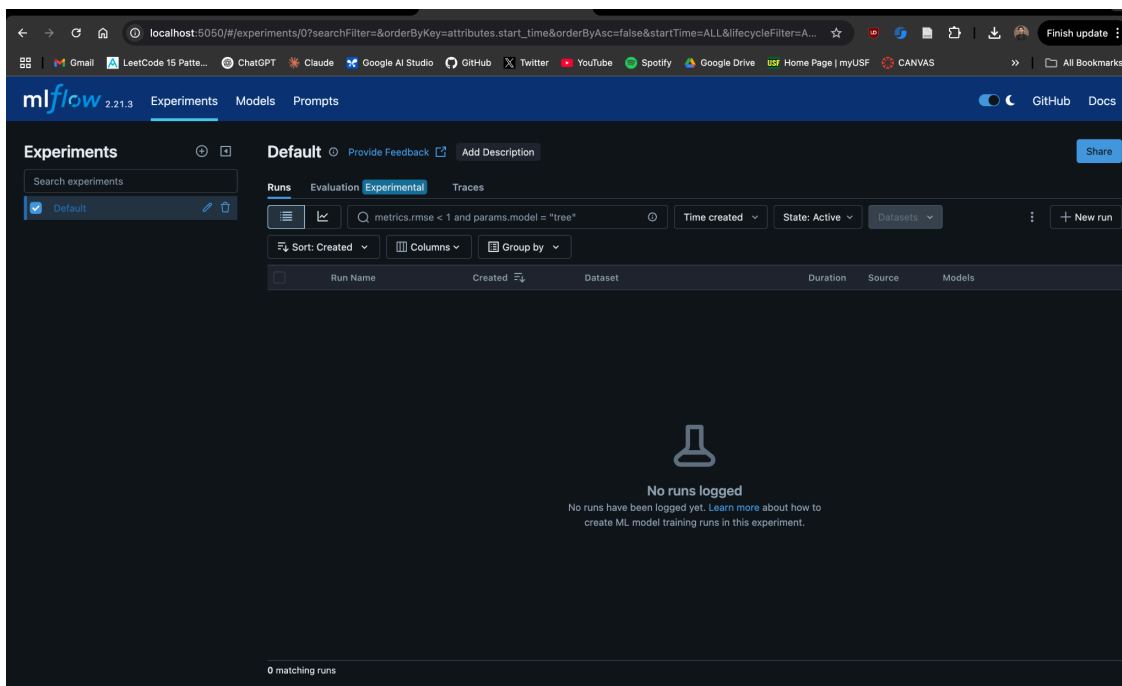 localhost:5050/#/experiments/0?searchFilter=&orderByKey=attributes.start_time&orderByAsc=false&startTime=ALL&lifecycleFilter=A... Finish update
Gmail LeetCode 15 Patte... ChatGPT Claude Google AI Studio GitHub Twitter YouTube Spotify Google Drive USF Home Page | myUSF CANVAS » All Bookmarks
mlflow 2.21.3 Experiments Models Prompts GitHub Docs
Experiments Default Provide Feedback Add Description Share
Search experiments
Runs Evaluation Experimental Traces
Default metrics.rmse < 1 and params.model = "tree" Time created State: Active Datasets New run
Sort: Created Columns Group by
Run Name Created Dataset Duration Source Models
No runs logged
No runs have been logged yet. Learn more about how to
create ML model training runs in this experiment.
0 matching runs